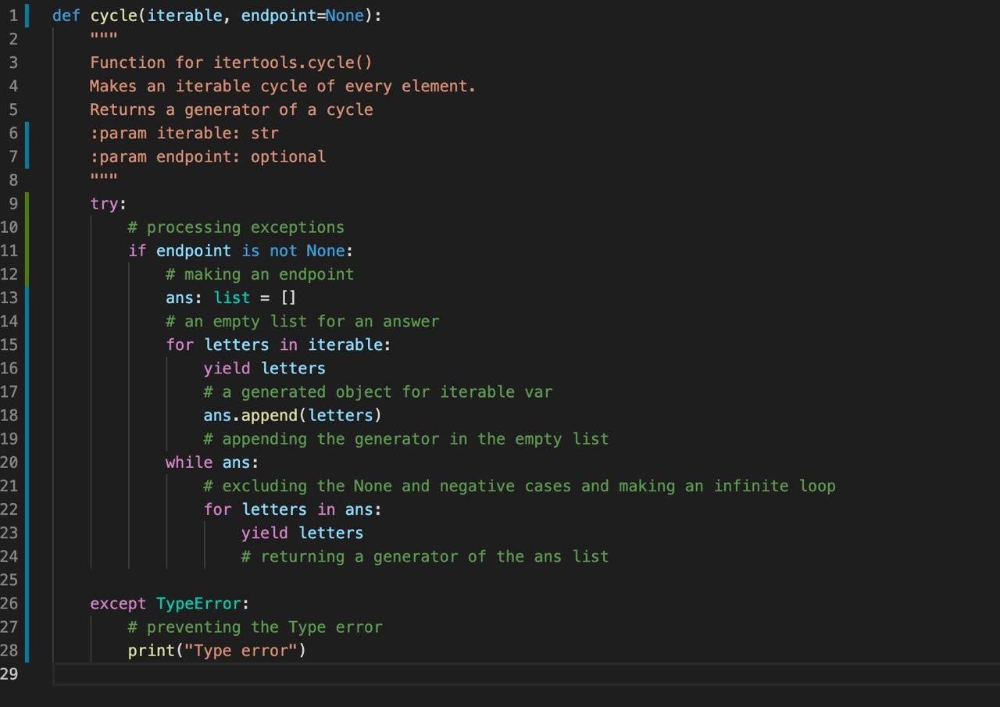 1 def cycle(iterable, endpoint=None):
2 """
3 Function for itertools.cycle()
4 Makes an iterable cycle of every element.
5 Returns a generator of a cycle
6 :param iterable: str
7 :param endpoint: optional
8 """
9 try:
10 # processing exceptions
11 if endpoint is not None:
12 # making an endpoint
13 ans: list = []
14 # an empty list for an answer
15 for letters in iterable:
16 yield letters
17 # a generated object for iterable var
18 ans.append(letters)
19 # appending the generator in the empty list
20 while ans:
21 # excluding the None and negative cases and making an infinite loop
22 for letters in ans:
23 yield letters
24 # returning a generator of the ans list
25
26 except TypeError:
27 # preventing the Type error
28 print("Type error")
29